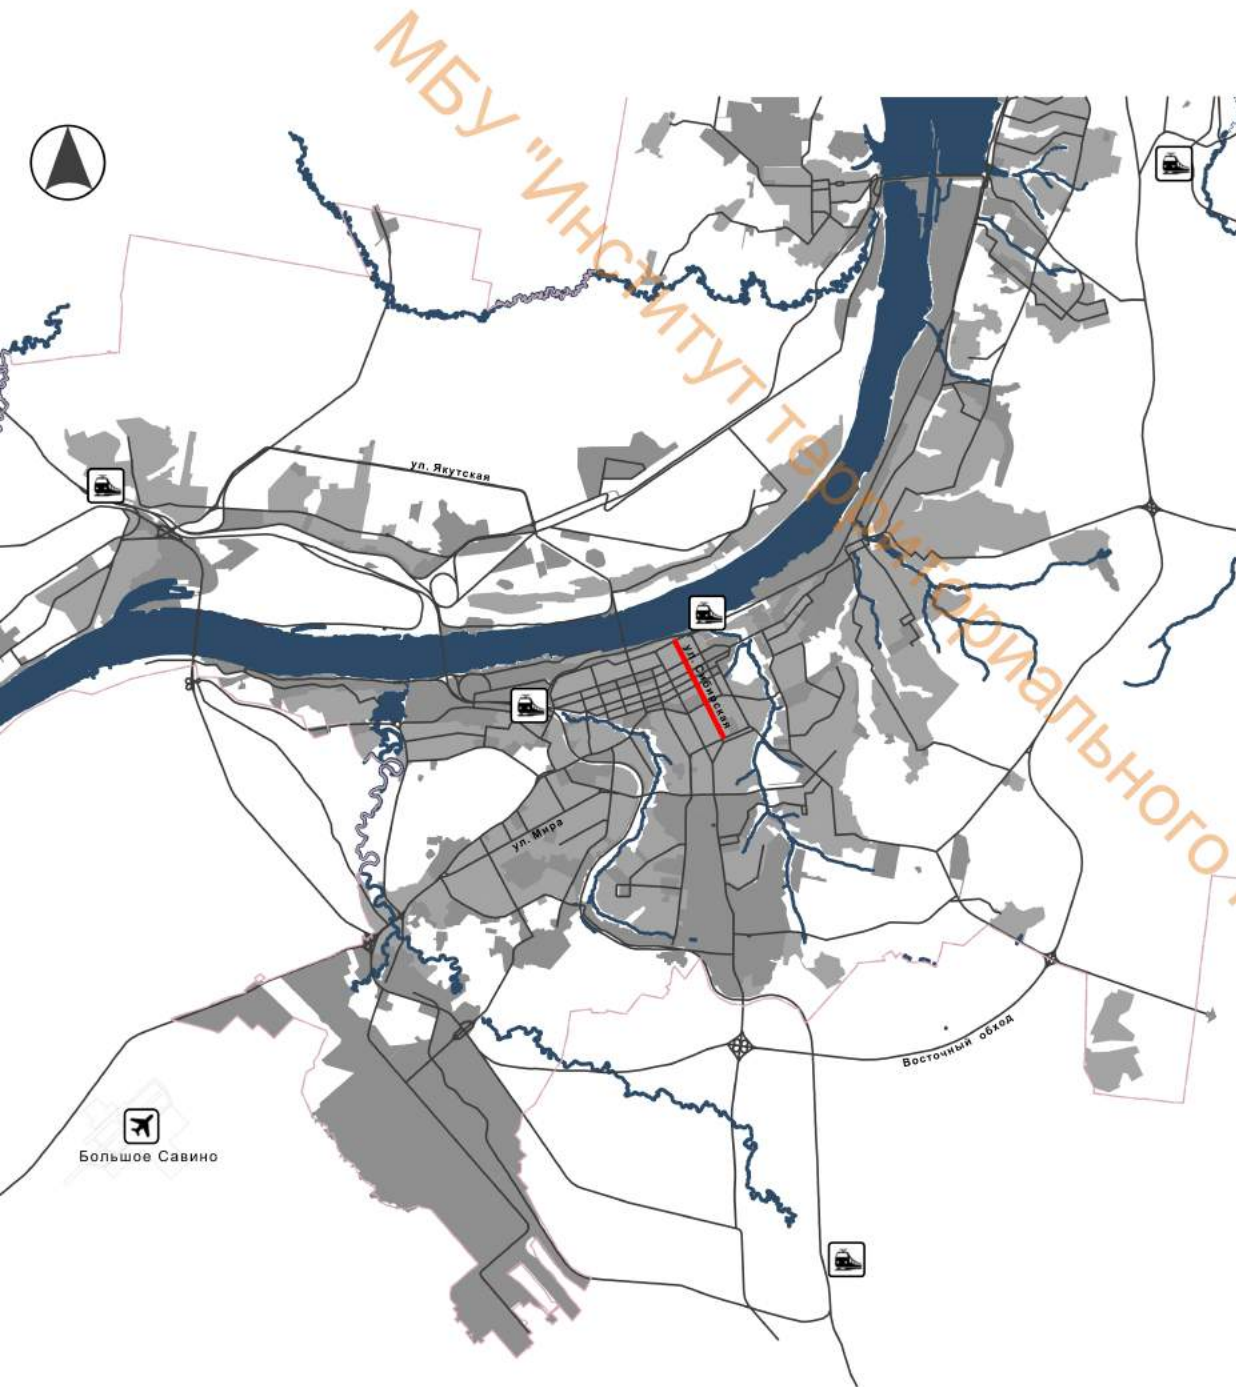 МБУ "Институт территориального
ул. Якутская
ул. Сибирская
ул. Мира
Восточный обход
Большое Савино